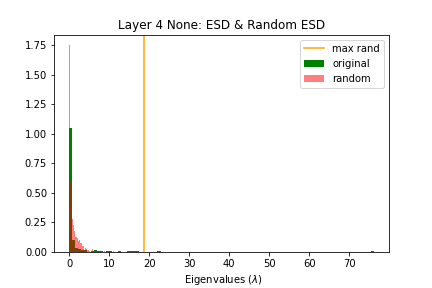 Layer 4 None: ESD & Random ESD
max rand
original
random
1.75
1.50
1.25
1.00
0.75
0.50
0.25
0.00
0 10 20 30 40 50 60 70
Eigenvalues (λ)